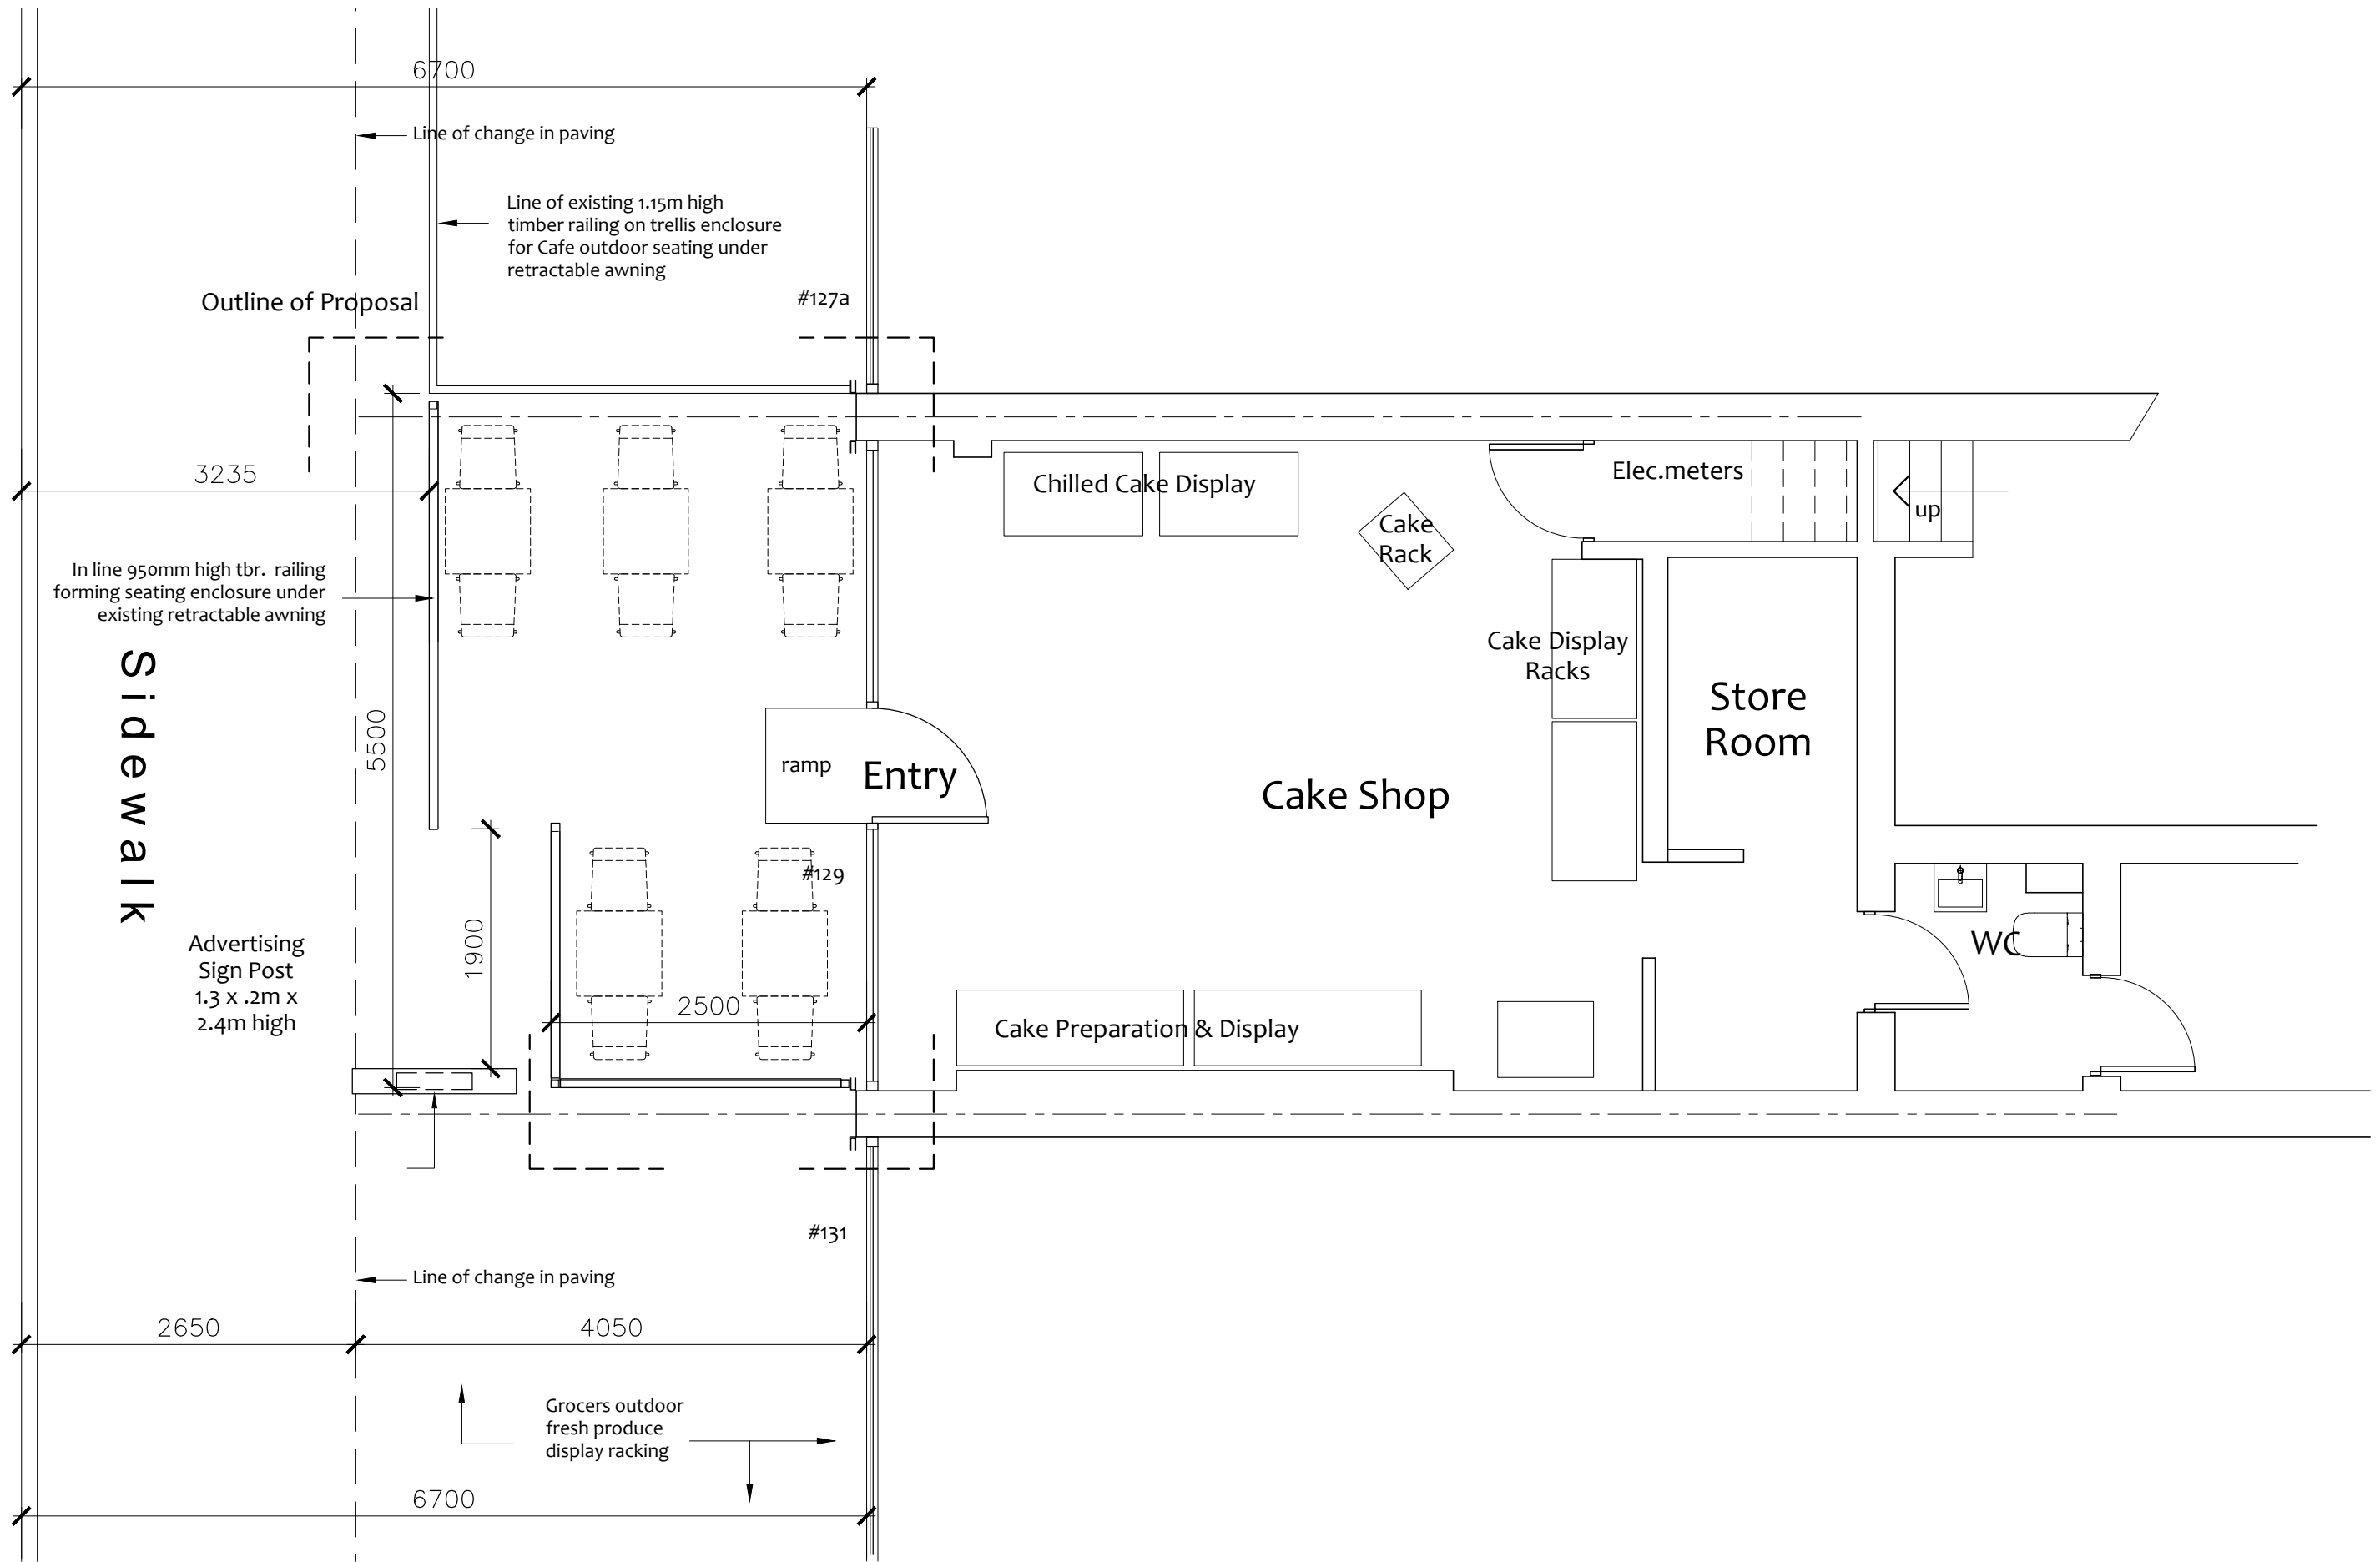 6700
Line of change in paving
Line of existing 1.15m high
timber railing on trellis enclosure
for Cafe outdoor seating under
retractable awning
#127a
Outline of Proposal
3235
Chilled Cake Display
Cake
Rack
Elec.meters
up
In line 950mm high tbr. railing
forming seating enclosure under
existing retractable awning
Sidewalk
5500
Cake Display
Racks
Store
Room
ramp
Entry
Cake Shop
#129
1900
2500
Advertising
Sign Post
1.3 x .2m x
2.4m high
Cake Preparation & Display
WC
#131
Line of change in paving
2650
4050
Grocers outdoor
fresh produce
display racking
6700